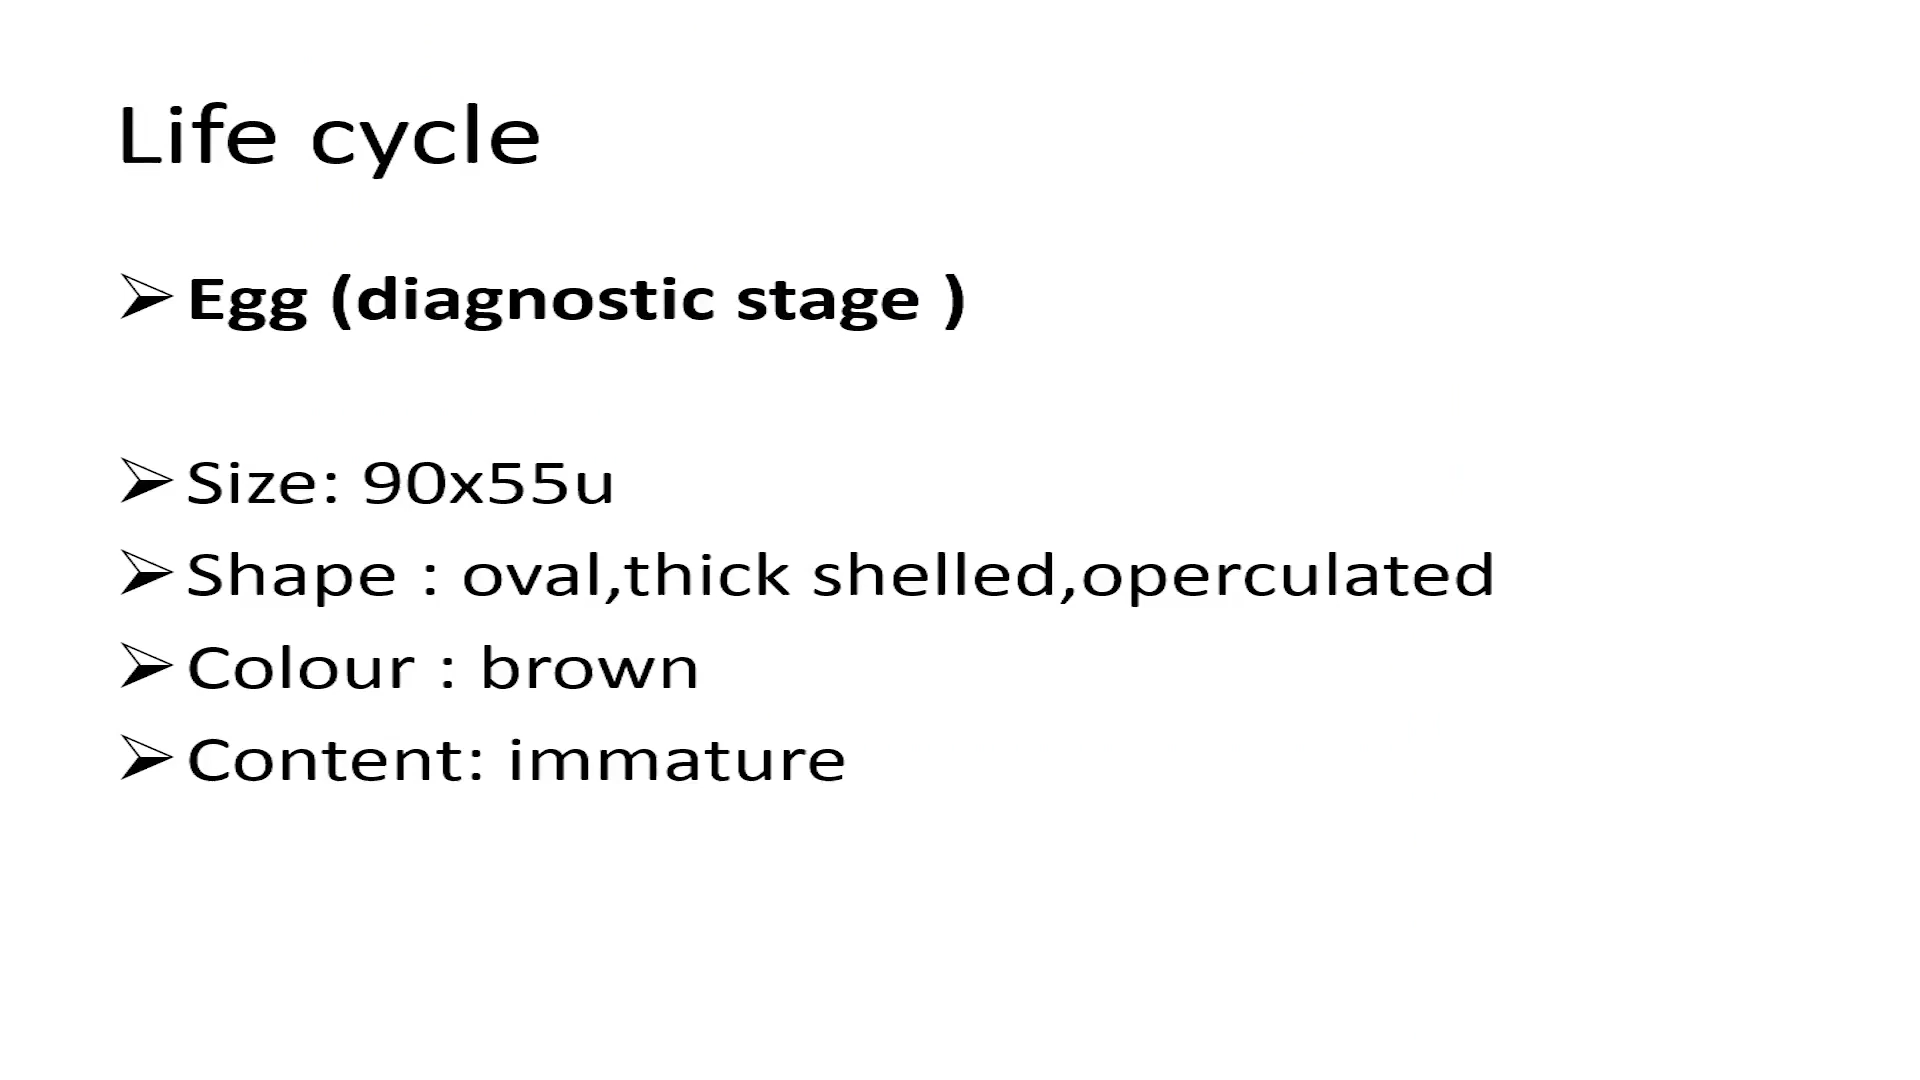 Life cycle
➢ Egg (diagnostic stage )
➢ Size: 90x55u
➢ Shape : oval,thick shelled,operculated
➢ Colour : brown
➢ Content: immature